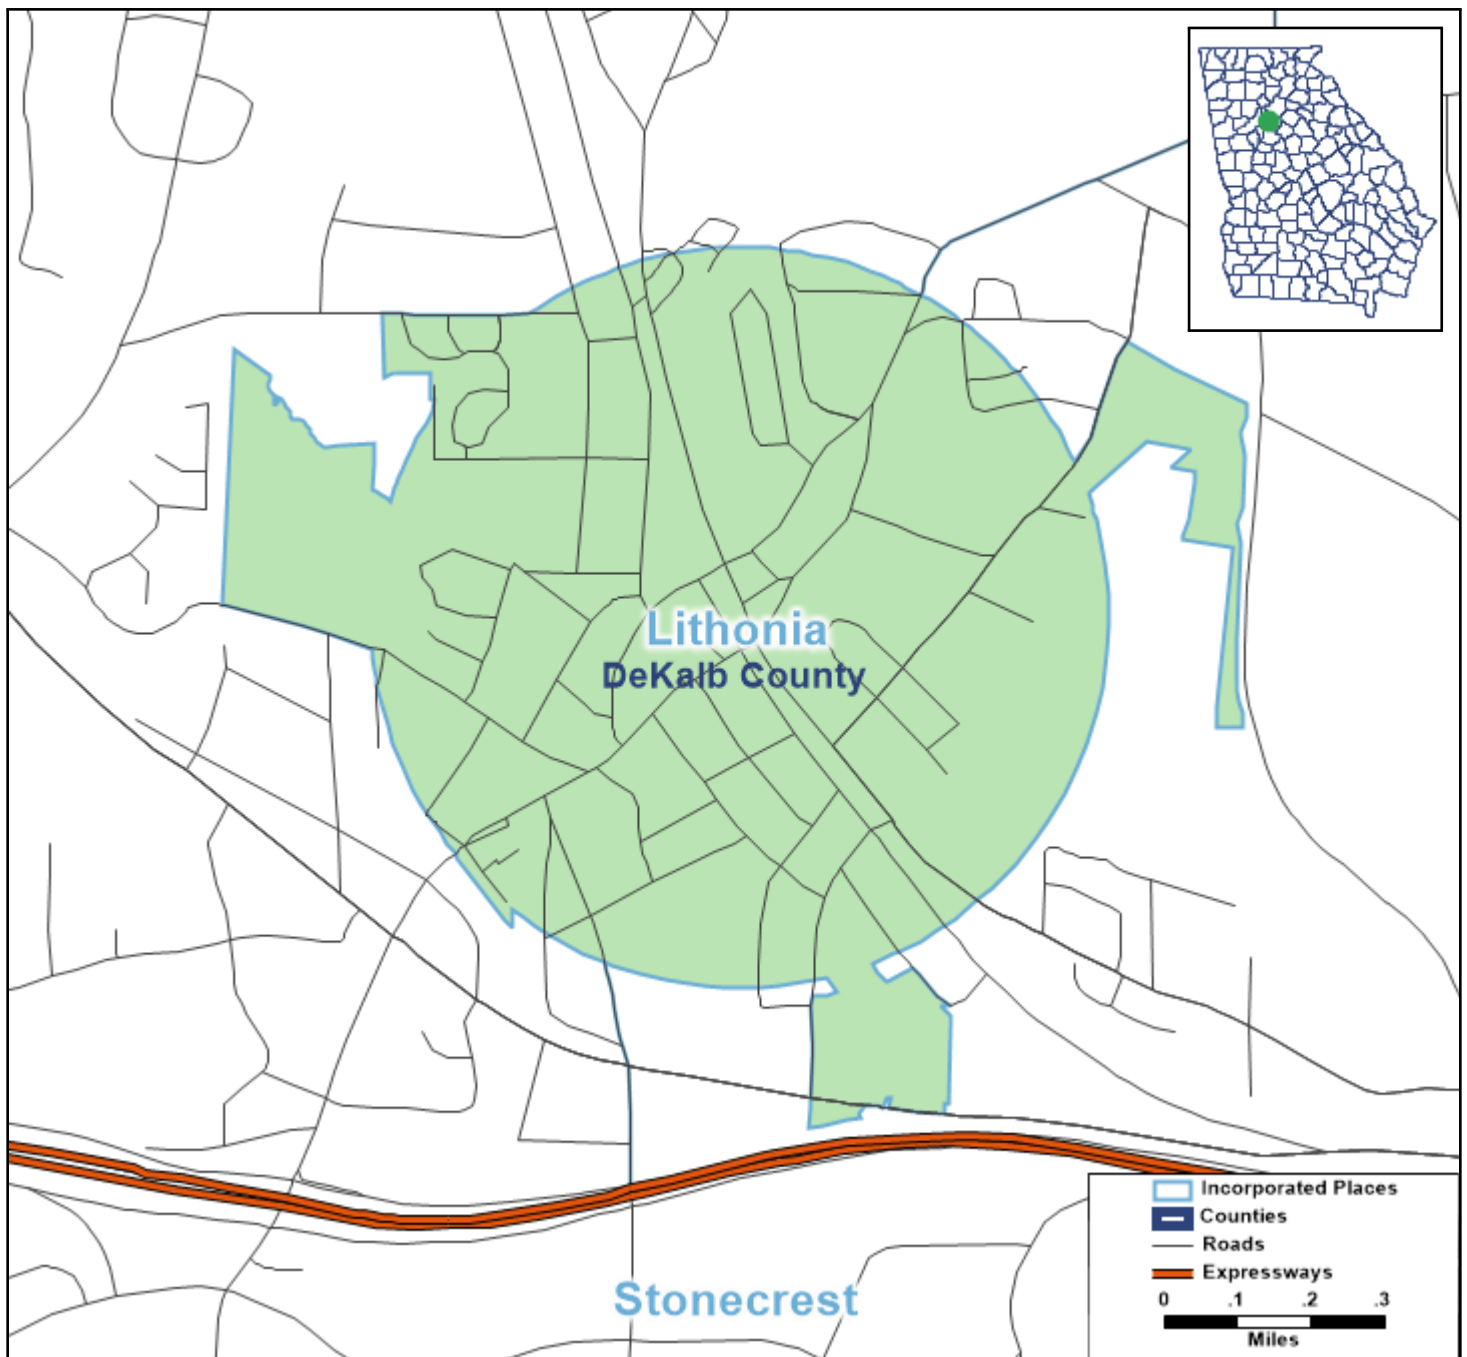 Lithonia
DeKalb County
Stonecrest
Incorporated Places
Counties
Roads
Expressways
0 .1 .2 .3
Miles